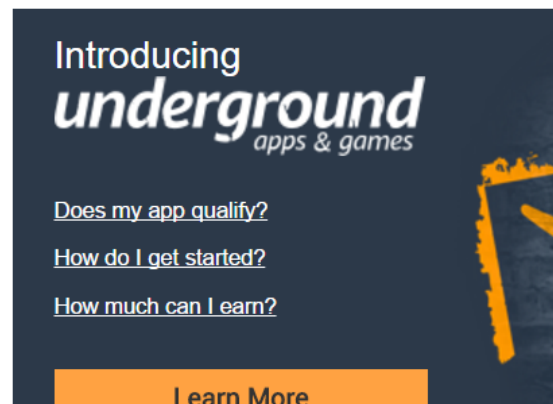 Introducing
underground
apps & games
Does my app qualify?
How do I get started?
How much can I earn?
Learn More